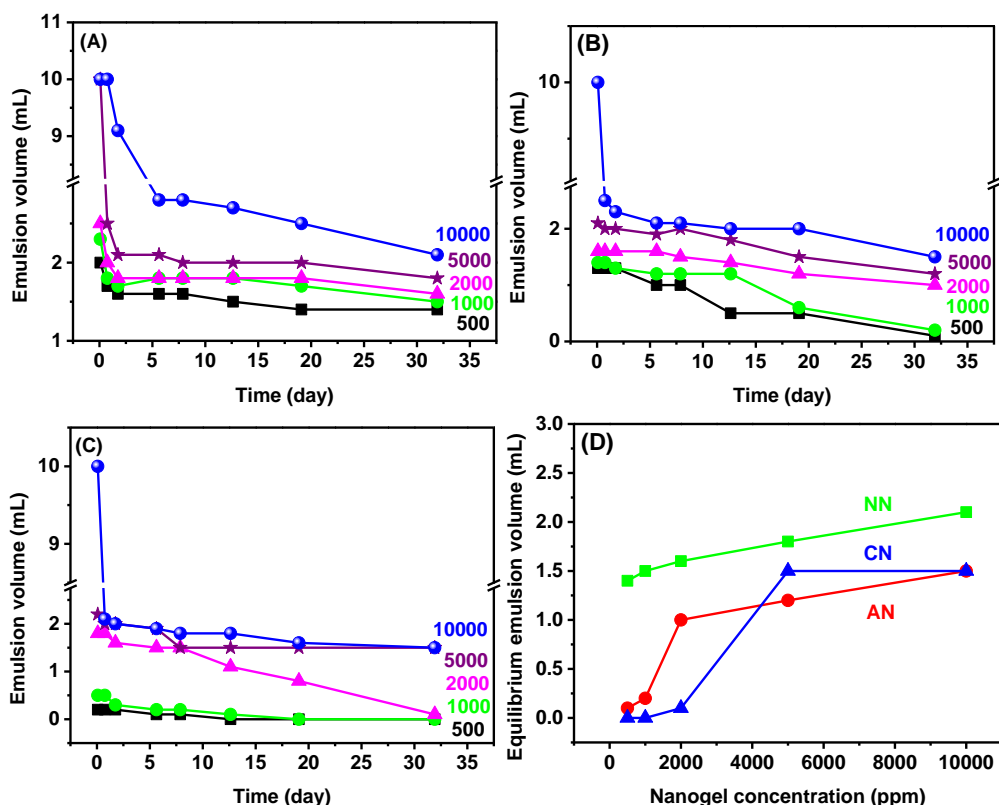 (A)
Emulsion volume (mL)
11
10
9
2
1
10000
5000
2000
1000
500
0 5 10 15 20 25 30 35
Time (day)
(B)
Emulsion volume (mL)
10
2
1
0
10000
5000
2000
1000
500
0 5 10 15 20 25 30 35
Time (day)
(C)
Emulsion volume (mL)
10
2
1
0
10000
5000
2000
1000
500
0 5 10 15 20 25 30 35
Time (day)
(D)
Equilibrium emulsion volume (mL)
3.0
2.5
2.0
1.5
1.0
0.5
0.0
NN
CN
AN
2000 4000 6000 8000 10000
Nanogel concentration (ppm)